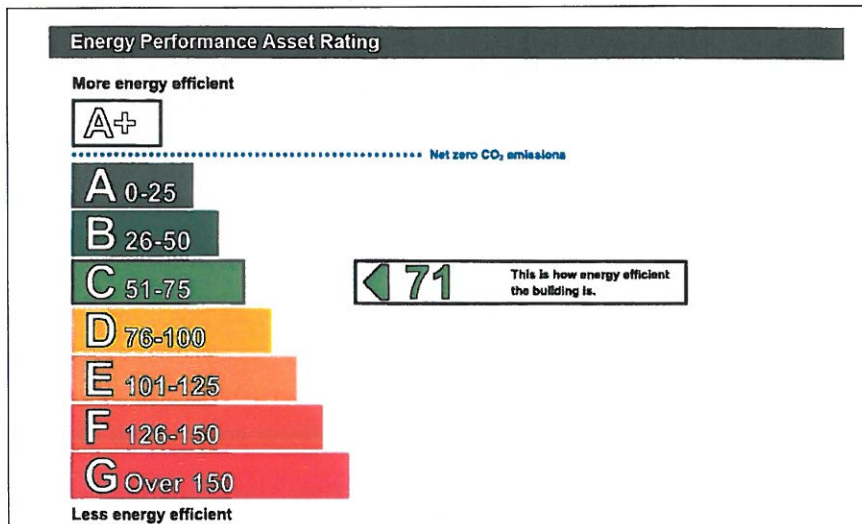 Energy Performance Asset Rating
More energy efficient
A+
Net zero CO₂ emissions
A 0-25
B 26-50
C 51-75
71
This is how energy efficient
the building is.
D 76-100
E 101-125
F 126-150
G Over 150
Less energy efficient